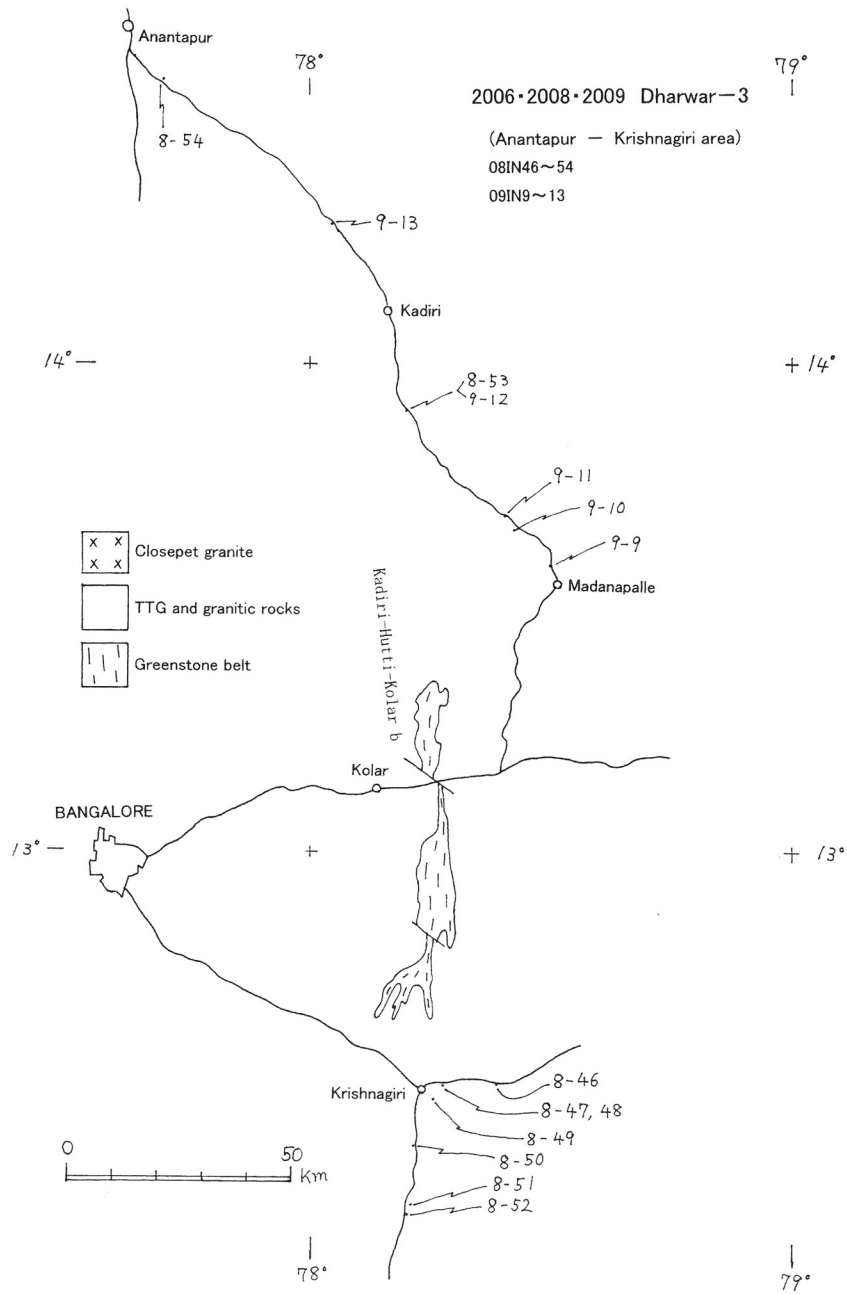 Anantapur
78°
79°
2006・2008・2009 Dharwar－3
(Anantapur － Krishnagiri area)
08IN46～54
09IN9～13
8-54
9-13
Kadiri
14°
14°
8-53
9-12
9-11
9-10
9-9
Madanapalle
Closepet granite
TTG and granitic rocks
Greenstone belt
Kadiri-Hutti-Kolar b
Kolar
BANGALORE
13°
13°
Krishnagiri
8-46
8-47, 48
8-49
8-50
8-51
8-52
0 50
Km
78°
79°